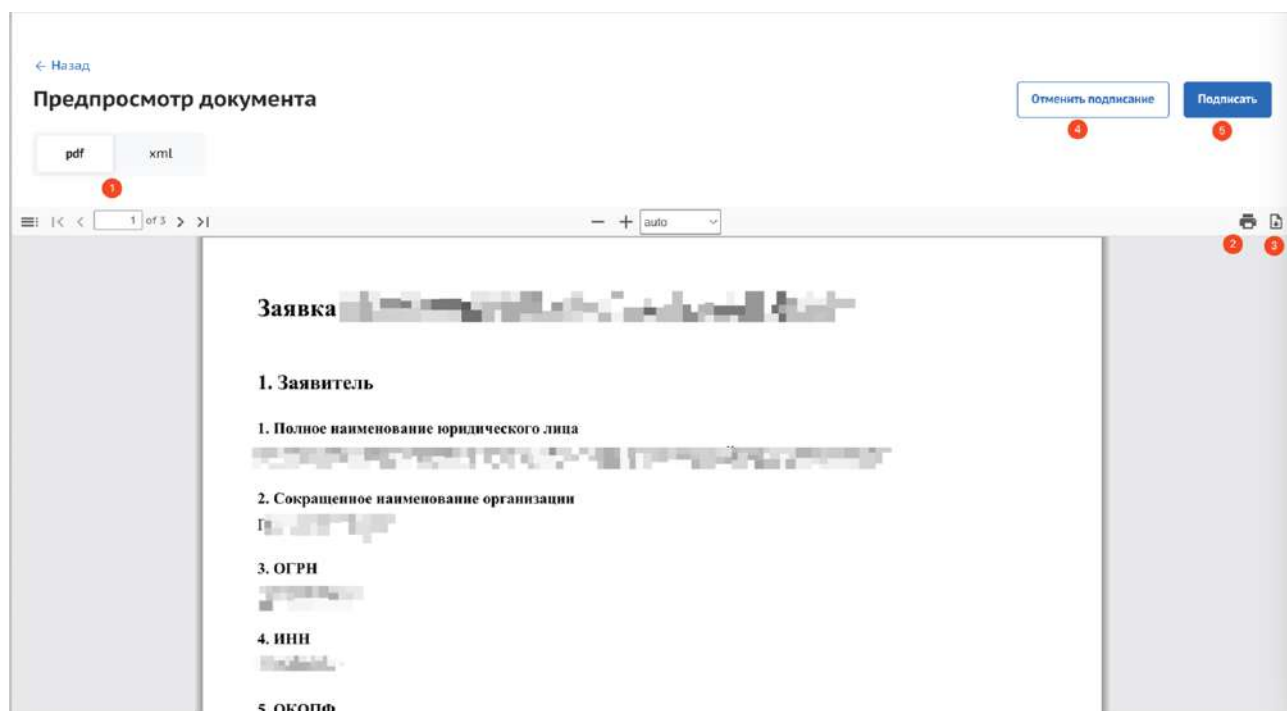 ← Назад
Предпросмотр документа
Отменить подписание
Подписать
4
5
pdf
xml
1
1 of 3
auto
2
3
Заявка
1. Заявитель
1. Полное наименование юридического лица
2. Сокращенное наименование организации
3. ОГРН
4. ИНН
5. ОКОПФ